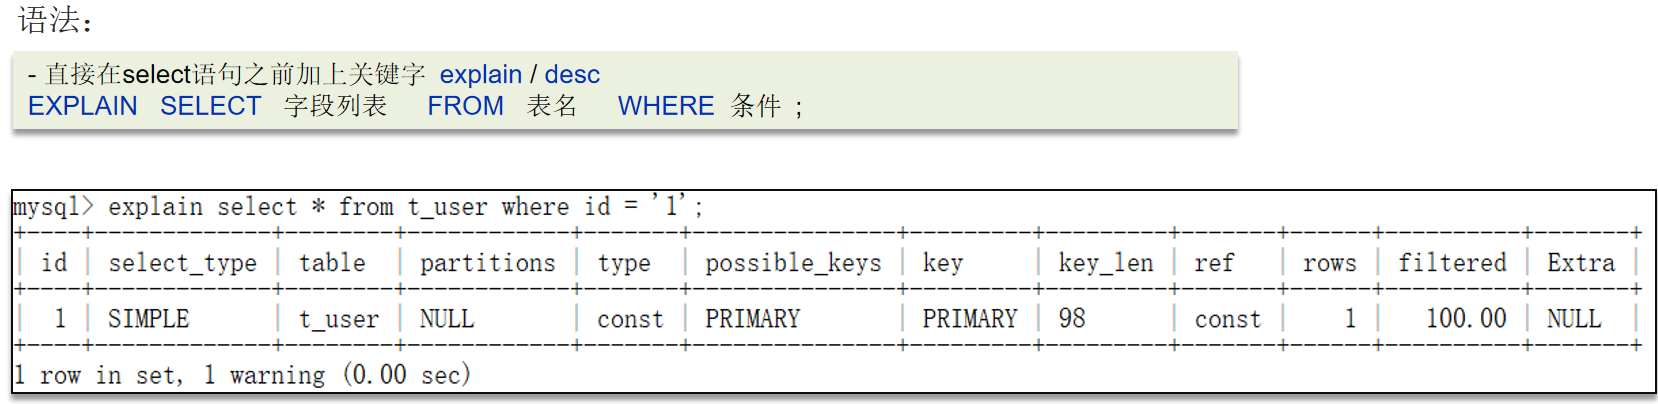 语法：
- 直接在select语句之前加上关键字 explain / desc
EXPLAIN SELECT 字段列表 FROM 表名 WHERE 条件 ;
mysql> explain select * from t_user where id = '1';
+----+-------------+--------+------------+-------+---------------+---------+---------+-------+------+----------+-------+
| id | select_type | table | partitions | type | possible_keys | key | key_len | ref | rows | filtered | Extra |
+----+-------------+--------+------------+-------+---------------+---------+---------+-------+------+----------+-------+
| 1 | SIMPLE | t_user | NULL | const | PRIMARY | PRIMARY | 98 | const | 1 | 100.00 | NULL |
+----+-------------+--------+------------+-------+---------------+---------+---------+-------+------+----------+-------+
1 row in set, 1 warning (0.00 sec)